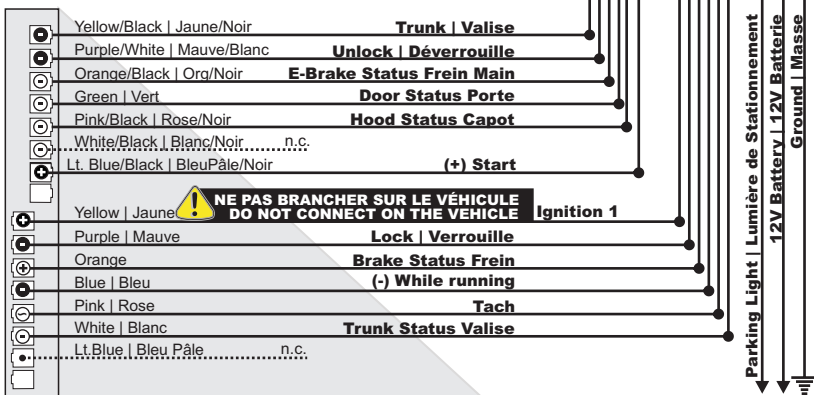 Yellow/Black | Jaune/Noir Trunk | Valise
Purple/White | Mauve/Blanc Unlock | Déverrouille
Orange/Black | Org/Noir E-Brake Status Frein Main
Green | Vert Door Status Porte
Pink/Black | Rose/Noir Hood Status Capot
White/Black | Blanc/Noir n.c.
Lt. Blue/Black | BleuPâle/Noir (+) Start
NE PAS BRANCHER SUR LE VÉHICULE
DO NOT CONNECT ON THE VEHICLE
Yellow | Jaune Ignition 1
Purple | Mauve Lock | Verrouille
Orange Brake Status Frein
Blue | Bleu (-) While running
Pink | Rose Tach
White | Blanc Trunk Status Valise
Lt.Blue | Bleu Pâle n.c.
Parking Light | Lumière de Stationnement
12V Battery | 12V Batterie
Ground | Masse